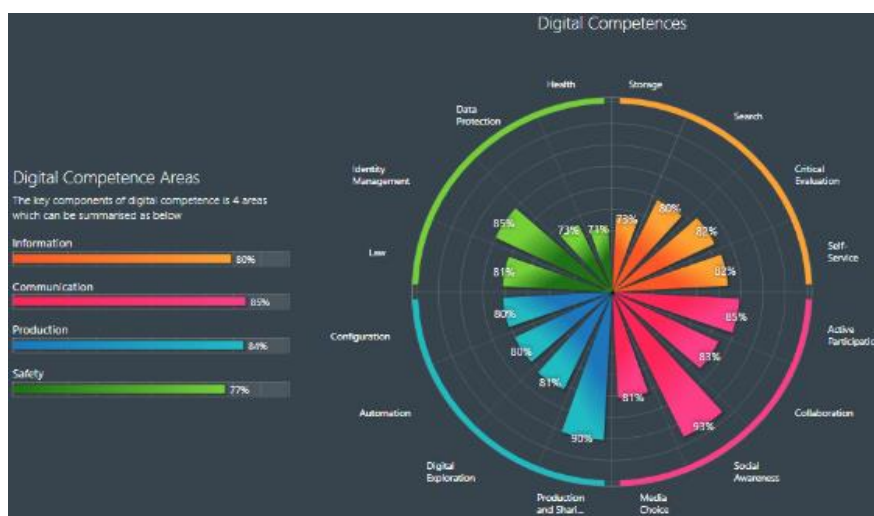 Digital Competences
Digital Competence Areas
The key components of digital competence is 4 areas
which can be summarised as below
Information
80%
Communication
85%
Production
84%
Safety
77%
Health
Storage
Data
Protection
Search
Identity
Management
Critical
Evaluation
Law
Self-
Service
Configuration
Active
Participatio
Automation
Collaboration
Digital
Exploration
Social
Awareness
Production
and Shari...
Media
Choice
73%
80%
82%
82%
85%
83%
93%
81%
90%
81%
80%
80%
81%
85%
73%
73%